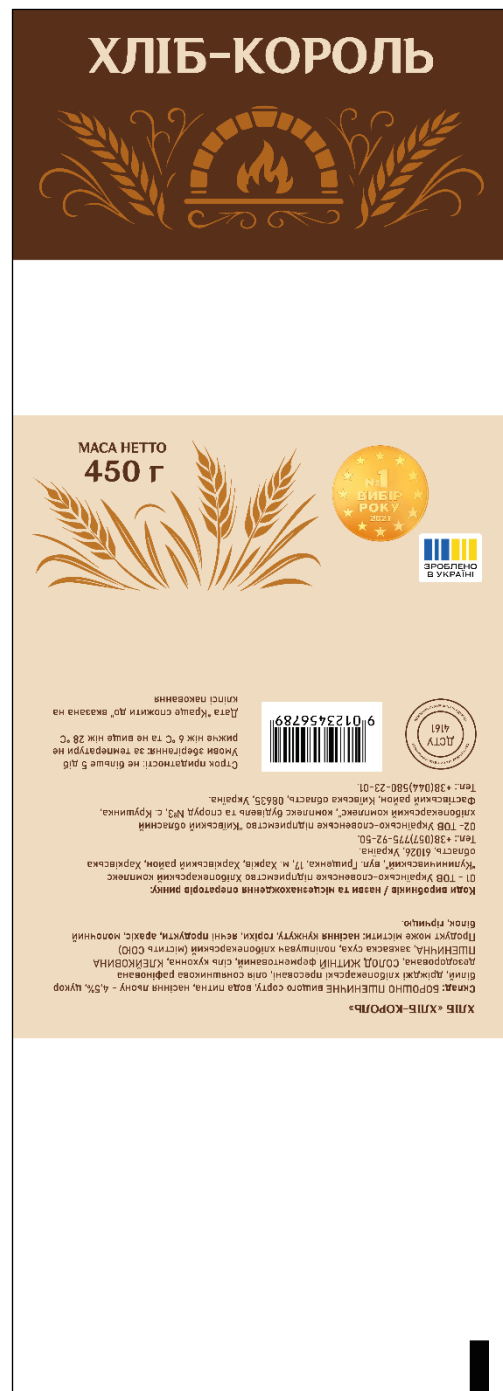 ХЛІБ-КОРОЛЬ
МАСА НЕТТО
450 г
№1
ВИБІР
РОКУ
2021
ЗРОБЛЕНО
В УКРАЇНІ
ХЛІБ «ХЛІБ-КОРОЛЬ»
Склад: БОРОШНО ПШЕНИЧНЕ вищого сорту, вода питна, насіння льону - 4,5%, цукор
білий, дріжджі хлібопекарські пресовані, олія соняшникова рафінована
дезодорована, СОЛОД ЖИТНІЙ ферментований, сіль кухонна, КЛЕЙКОВИНА
ПШЕНИЧНА, закваска суха, поліпшувач хлібопекарський (містить СОЮ)
Продукт може містити: насіння кунжуту, горіхи, яєчні продукти, арахіс, молочний
білок, гірчицю.
Коди виробників / назви та місцезнаходження операторів ринку:
01 - ТОВ Українсько-словенське підприємство Хлібопекарський комплекс
"Кулиничівський", вул. Грищенка, 17, м. Харків, Харківський район, Харківська
область, 61026, Україна.
Тел.: +38(057)775-92-50.
02- ТОВ Українсько-словенське підприємство "Київський обласний
хлібопекарський комплекс", комплекс будівель та споруд №3, с. Крушинка,
Фастівський район, Київська область, 08635, Україна.
Тел.: +38(044)580-23-01.
Строк придатності: не більше 5 діб
Умови зберігання: за температури не
нижче ніж 6 °С та не вище ніж 28 °С
Дата "Краще спожити до" вказана на
кліпсі паковання
9 0123456789
ДСТУ
4161